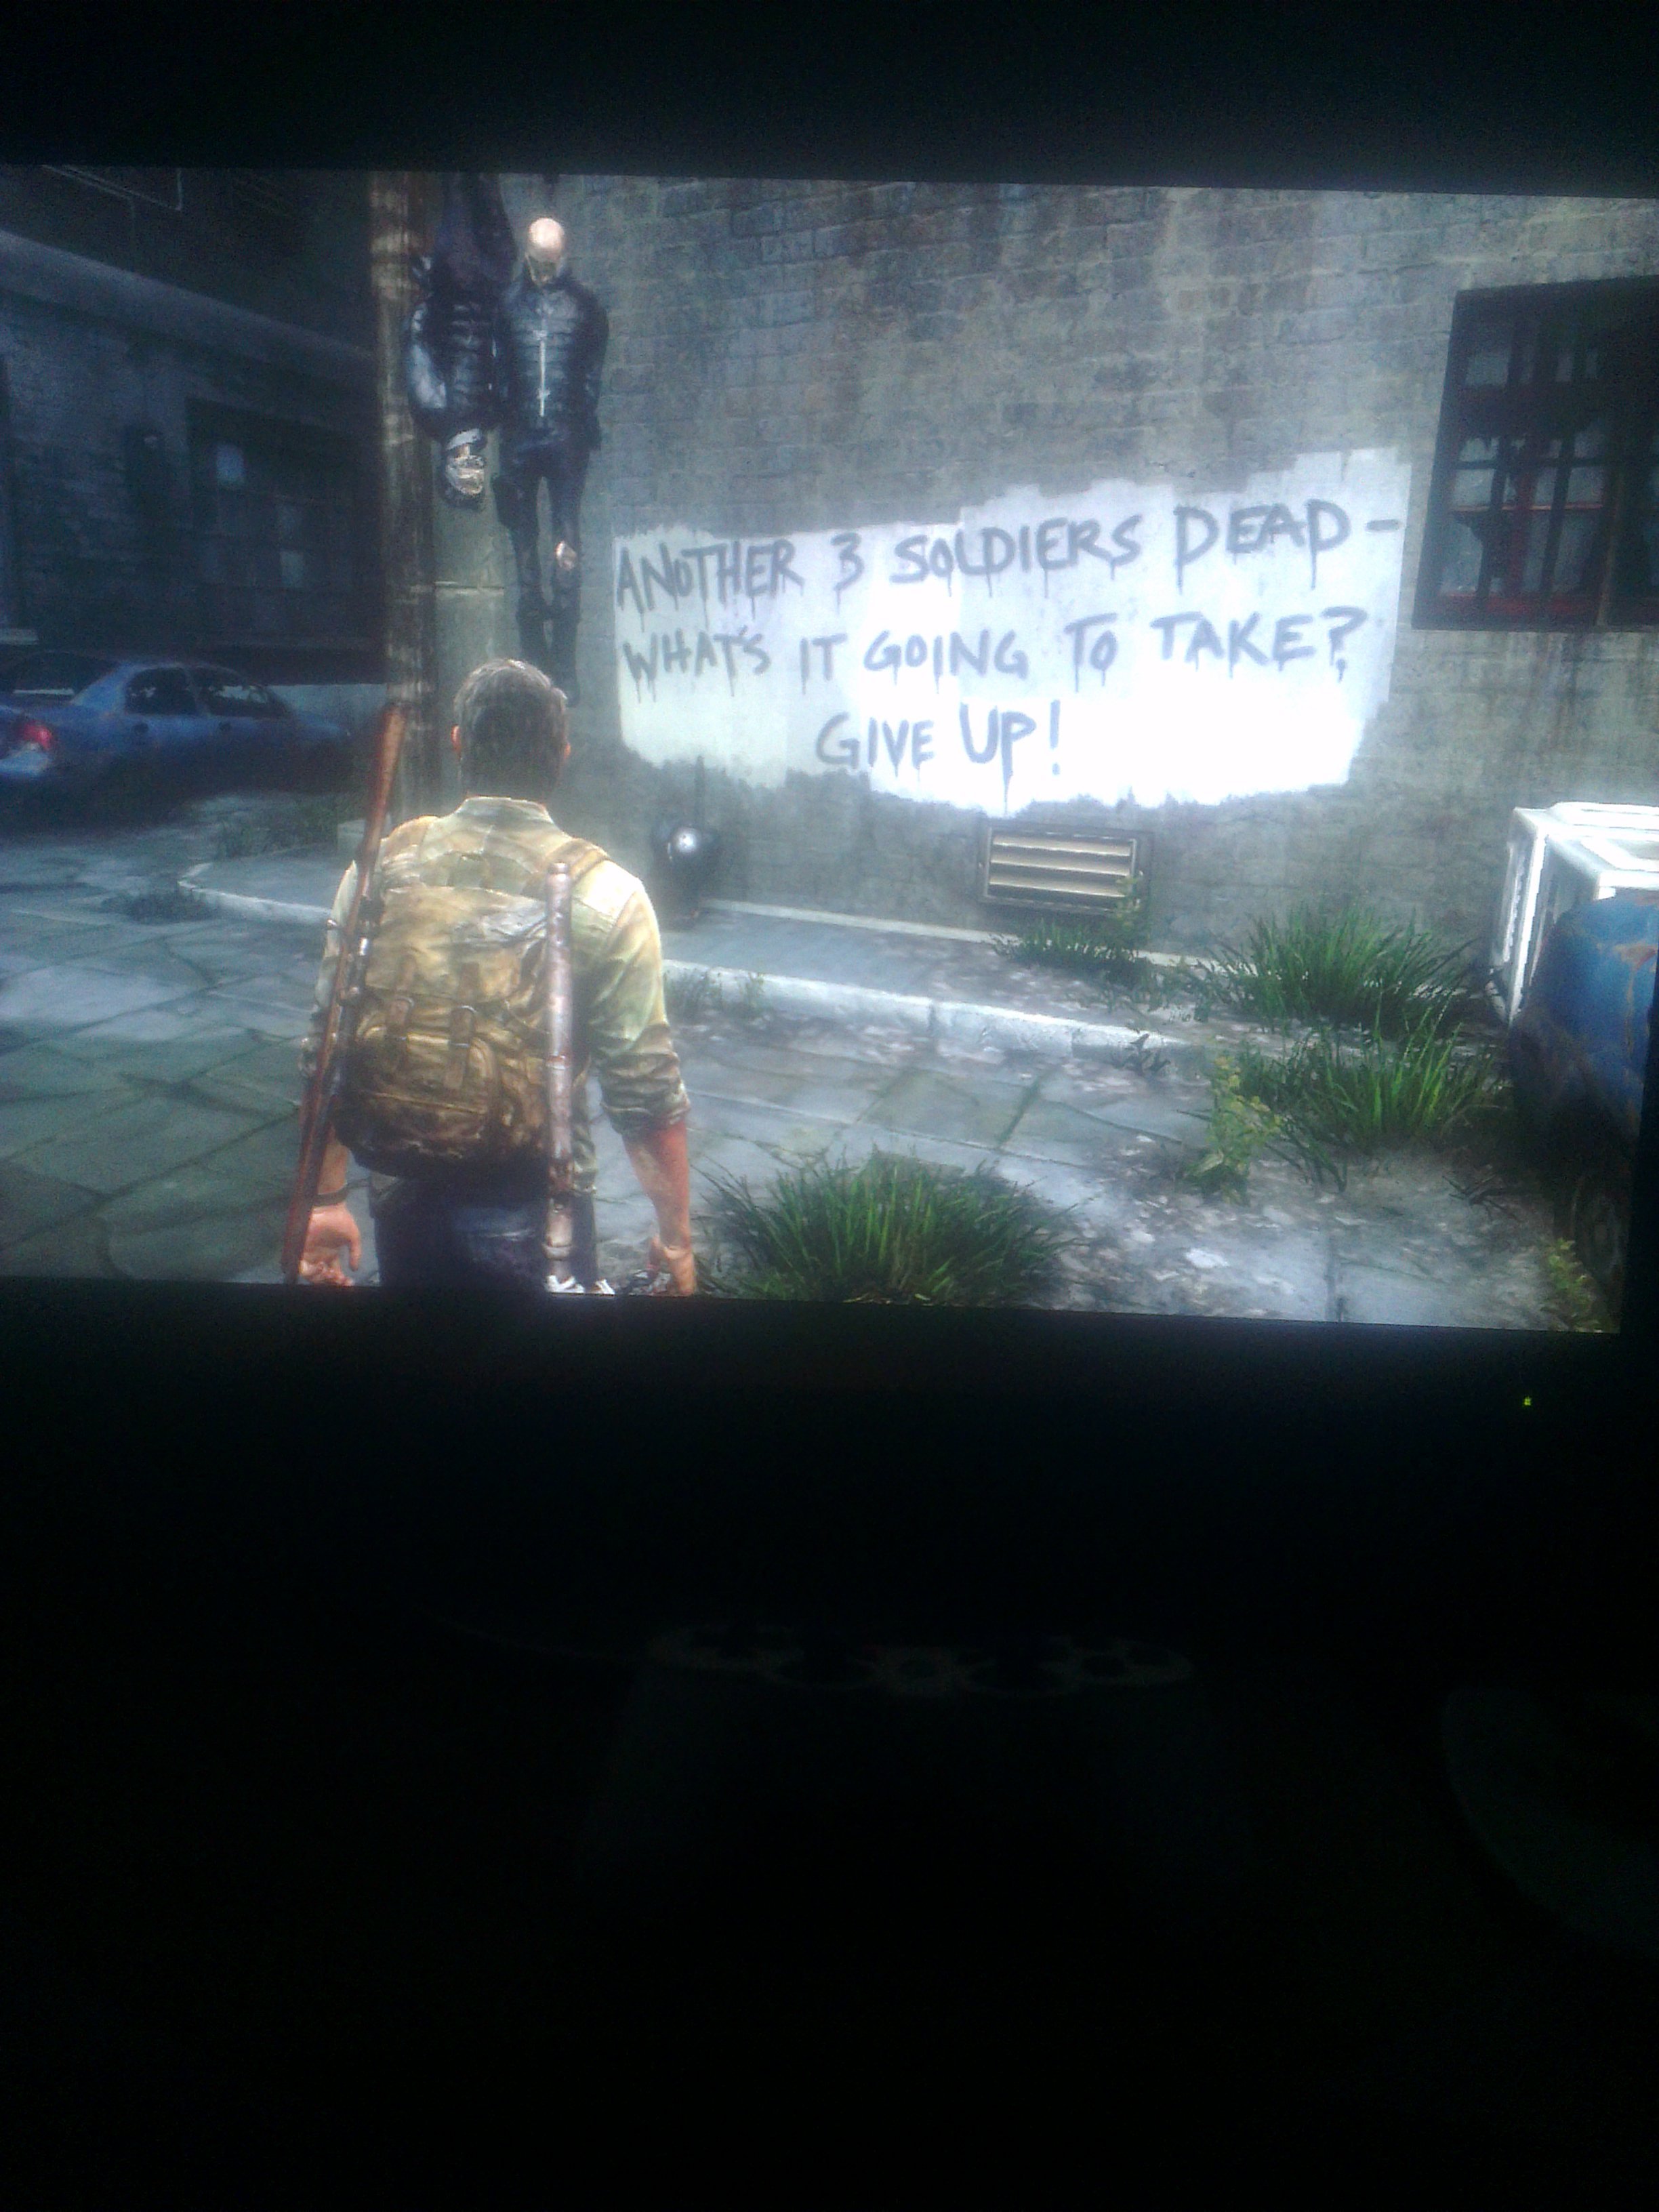 ANOTHER 3 SOLDIERS DEAD-
WHAT'S IT GOING TO TAKE?
GIVE UP!